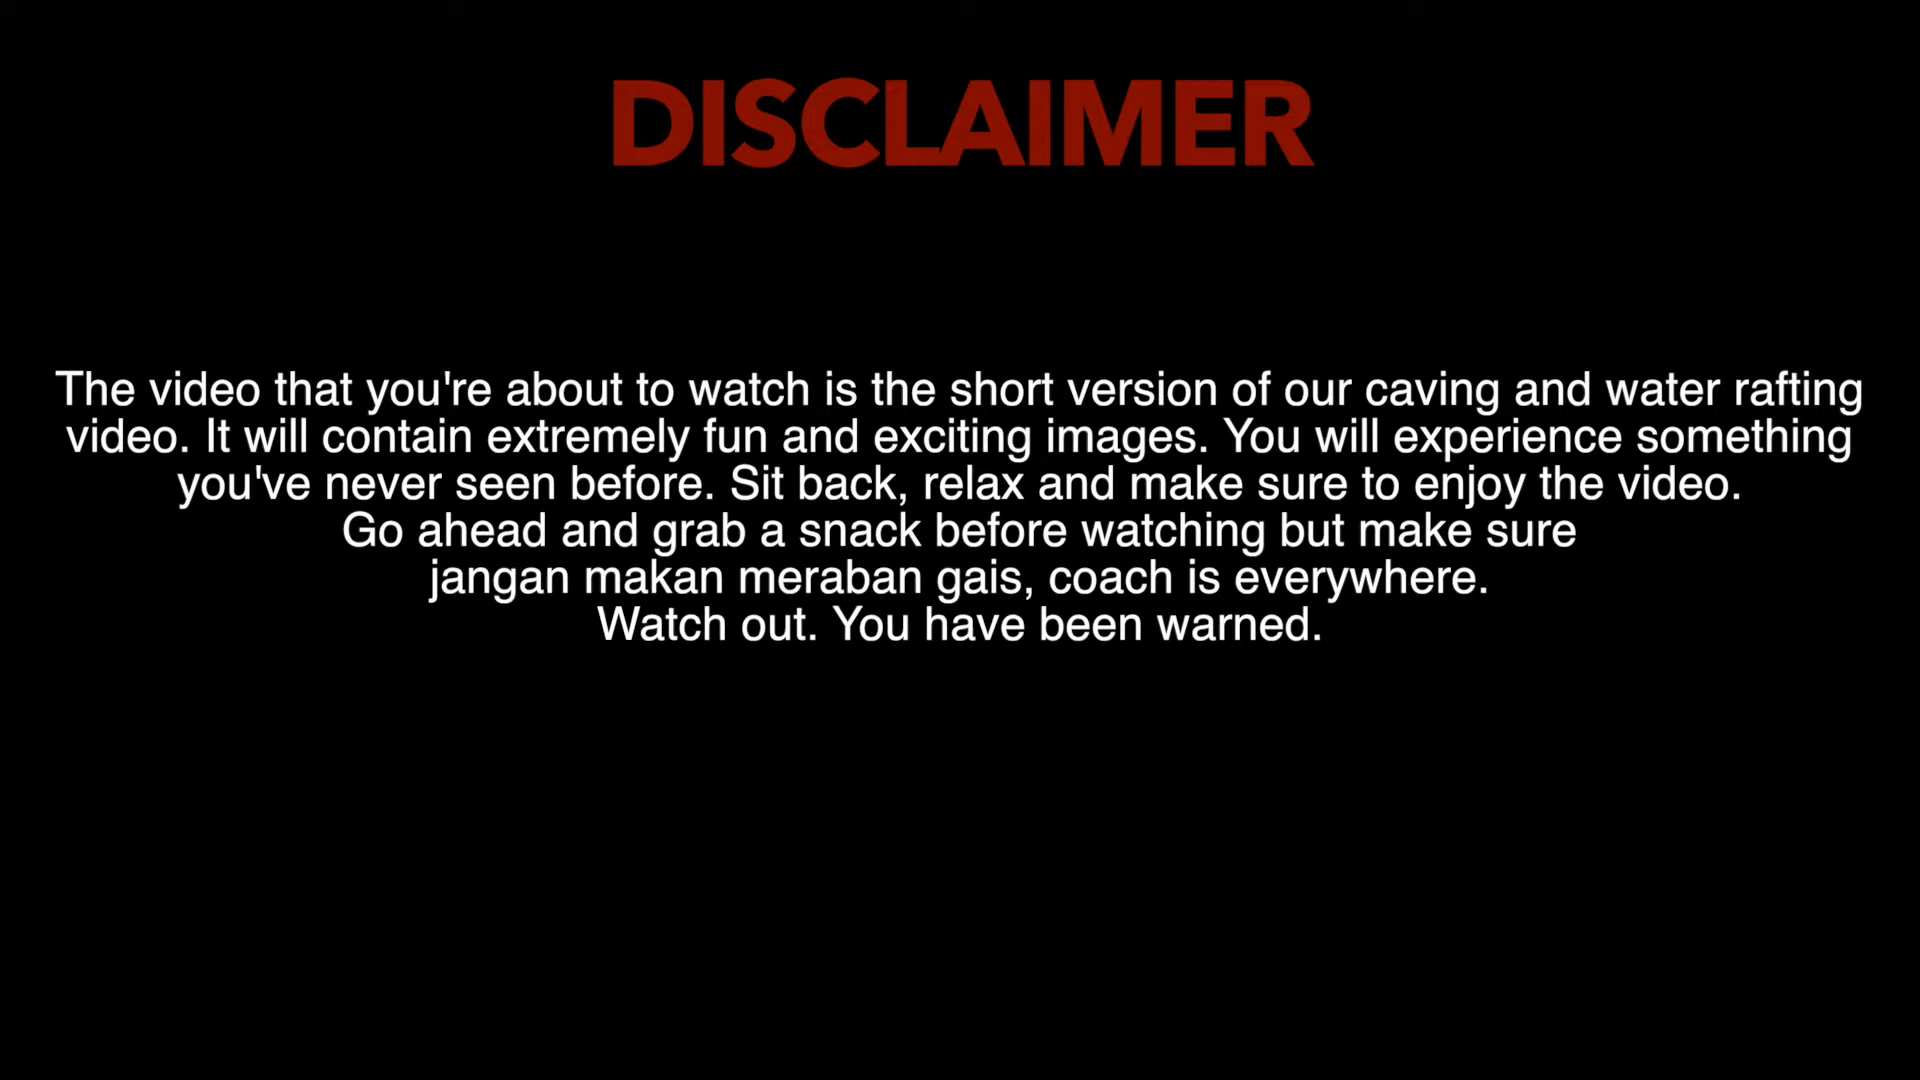 DISCLAIMER
The video that you're about to watch is the short version of our caving and water rafting
video. It will contain extremely fun and exciting images. You will experience something
you've never seen before. Sit back, relax and make sure to enjoy the video.
Go ahead and grab a snack before watching but make sure
jangan makan meraban gais, coach is everywhere.
Watch out. You have been warned.